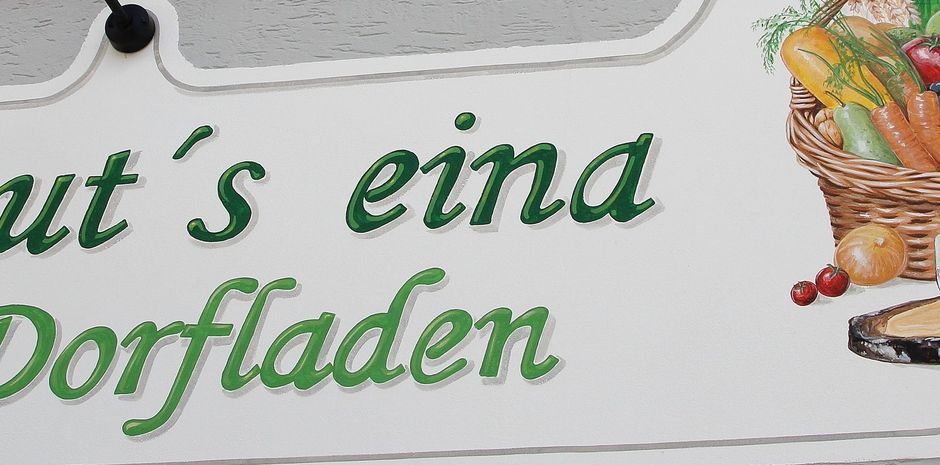 ut´s eina
Dorfladen